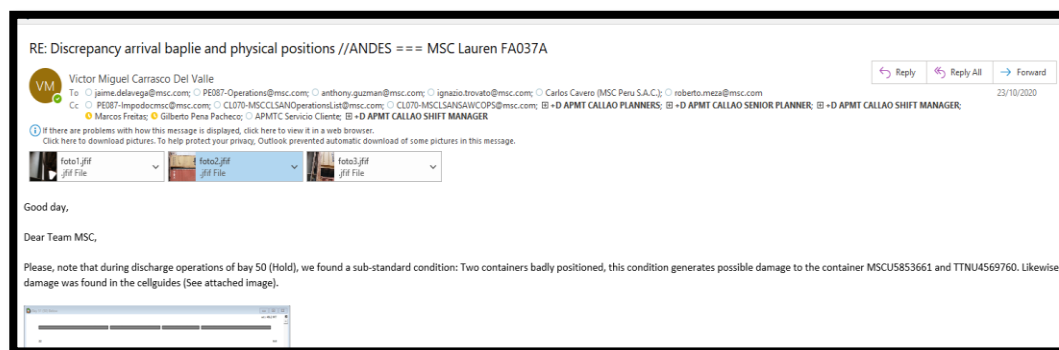 RE: Discrepancy arrival baplie and physical positions //ANDES === MSC Lauren FA037A
Reply
Reply All
Forward
VM
Victor Miguel Carrasco Del Valle
23/10/2020
To jaime.delavega@msc.com; PE087-Operations@msc.com; anthony.guzman@msc.com; ignazio.trovato@msc.com; Carlos Cavero (MSC Peru S.A.C.); roberto.meza@msc.com
Cc PE087-Impodocmsc@msc.com; CL070-MSCCLSANOperationsList@msc.com; CL070-MSCLSANSAWCOPS@msc.com; +D APMT CALLAO PLANNERS; +D APMT CALLAO SENIOR PLANNER; +D APMT CALLAO SHIFT MANAGER;
Marcos Freitas; Gilberto Pena Pacheco; APMTC Servicio Cliente; +D APMT CALLAO SHIFT MANAGER
If there are problems with how this message is displayed, click here to view it in a web browser.
Click here to download pictures. To help protect your privacy, Outlook prevented automatic download of some pictures in this message.
foto1.jfif
.jfif File
foto2.jfif
.jfif File
foto3.jfif
.jfif File
Good day,
Dear Team MSC,
Please, note that during discharge operations of bay 50 (Hold), we found a sub-standard condition: Two containers badly positioned, this condition generates possible damage to the container MSCU5853661 and TTNU4569760. Likewise
damage was found in the cellguides (See attached image).